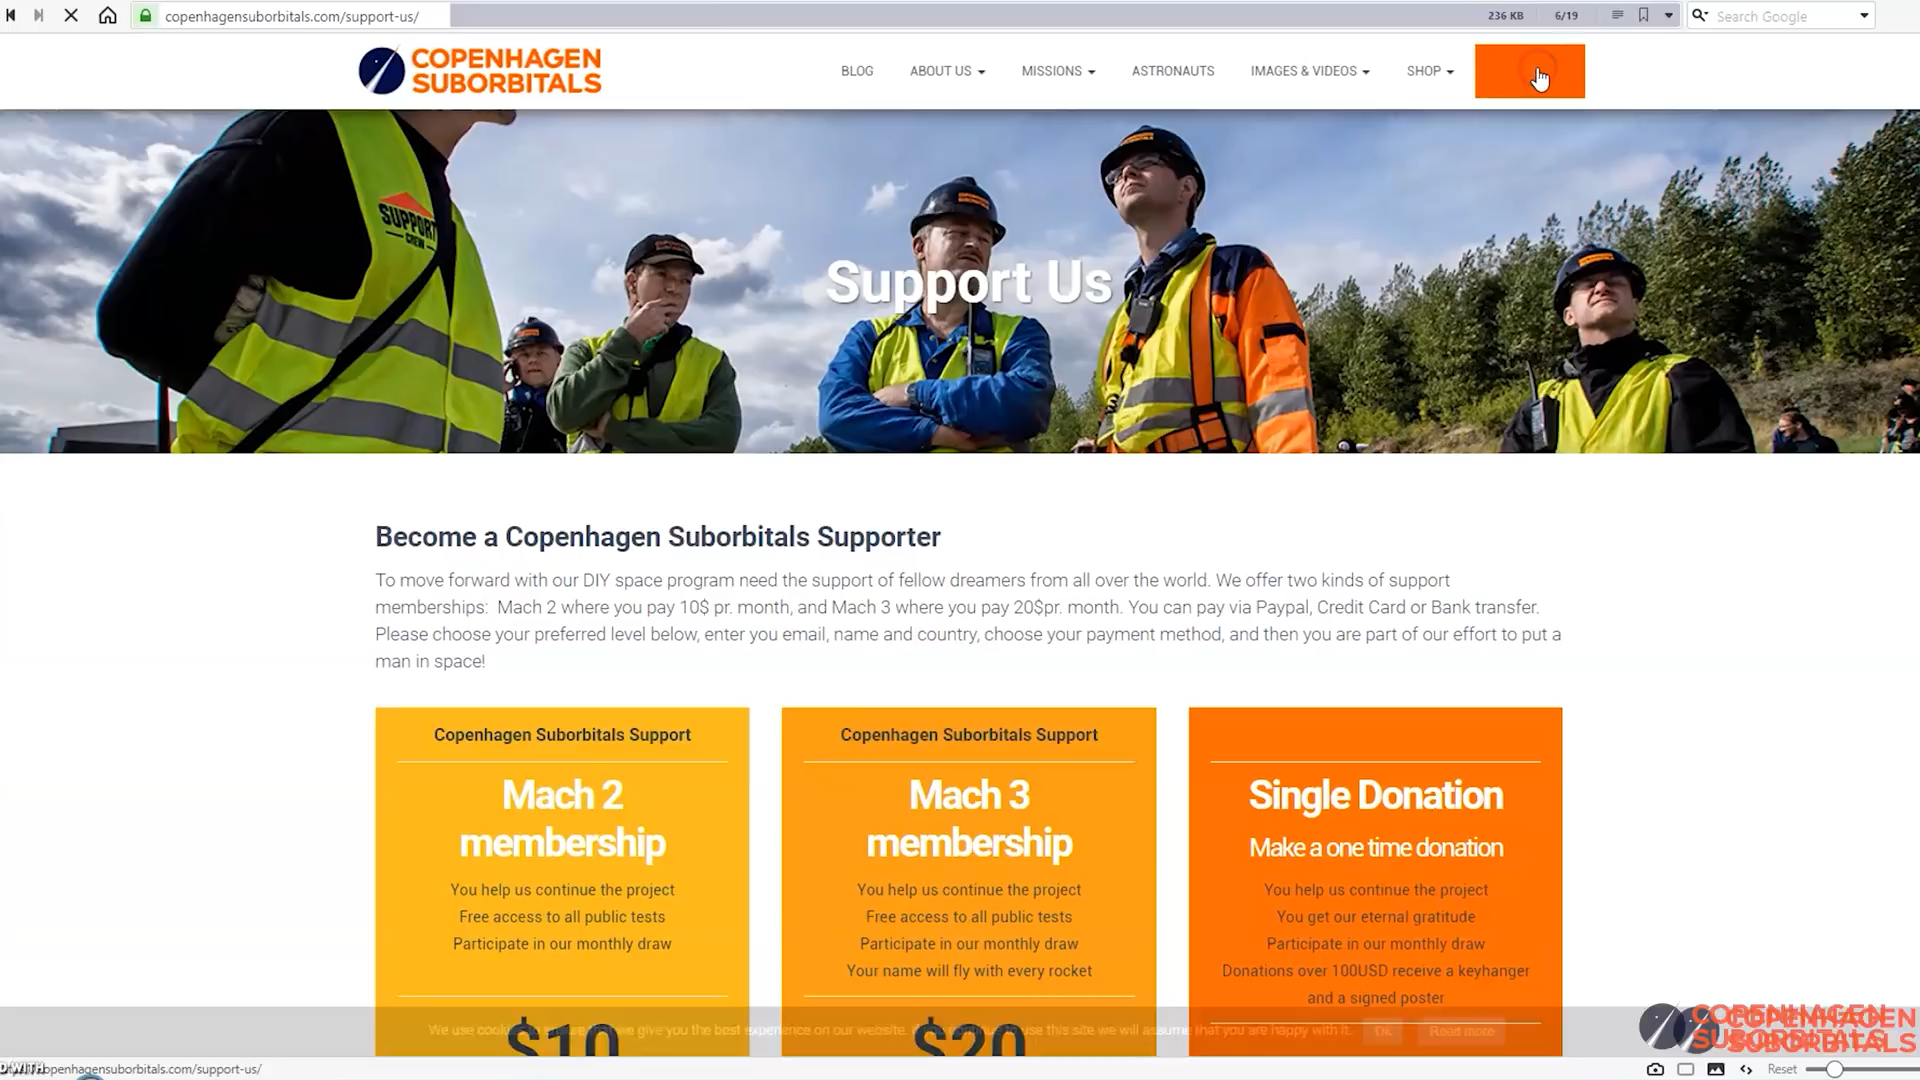 copenhagensuborbitals.com/support-us/
236 KB
6/19
Search Google
COPENHAGEN
SUBORBITALS
BLOG
ABOUT US
MISSIONS
ASTRONAUTS
IMAGES & VIDEOS
SHOP
SUPPORT
CREW
Support Us
Become a Copenhagen Suborbitals Supporter
To move forward with our DIY space program need the support of fellow dreamers from all over the world. We offer two kinds of support
memberships: Mach 2 where you pay 10$ pr. month, and Mach 3 where you pay 20$pr. month. You can pay via Paypal, Credit Card or Bank transfer.
Please choose your preferred level below, enter you email, name and country, choose your payment method, and then you are part of our effort to put a
man in space!
Copenhagen Suborbitals Support
Mach 2
membership
You help us continue the project
Free access to all public tests
Participate in our monthly draw
$10
Copenhagen Suborbitals Support
Mach 3
membership
You help us continue the project
Free access to all public tests
Participate in our monthly draw
Your name will fly with every rocket
$20
Single Donation
Make a one time donation
You help us continue the project
You get our eternal gratitude
Participate in our monthly draw
Donations over 100USD receive a keyhanger
and a signed poster
We use cookies to ensure that we give you the best experience on our website. If you continue to use this site we will assume that you are happy with it.
Ok
Read more
COPENHAGEN
SUBORBITALS
COPENHAGEN
SUBORBITALS
D WITH
openhagensuborbitals.com/support-us/
Reset